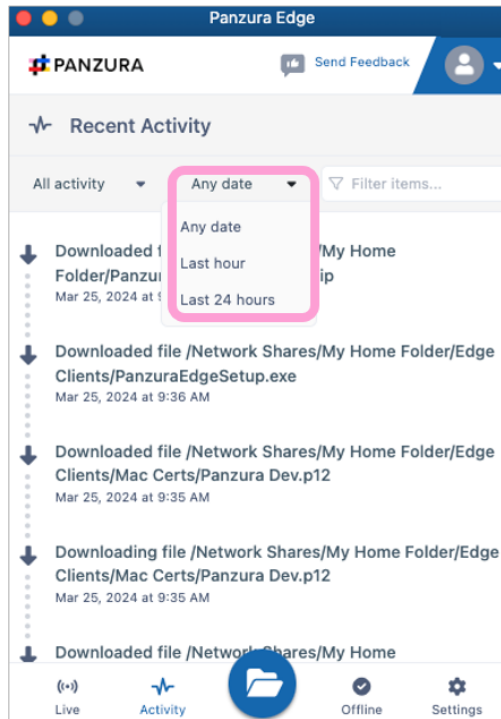 Panzura Edge
PANZURA
Send Feedback
Recent Activity
All activity
Any date
Filter items...
Any date
Last hour
Last 24 hours
Downloaded /My Home
Folder/ ip
Mar 25, 2024 at
Downloaded file /Network Shares/My Home Folder/Edge
Clients/PanzuraEdgeSetup.exe
Mar 25, 2024 at 9:36 AM
Downloaded file /Network Shares/My Home Folder/Edge
Clients/Mac Certs/Panzura Dev.p12
Mar 25, 2024 at 9:35 AM
Downloading file /Network Shares/My Home Folder/Edge
Clients/Mac Certs/Panzura Dev.p12
Mar 25, 2024 at 9:35 AM
Downloaded file /Network Shares/My Home
Live
Activity
Offline
Settings